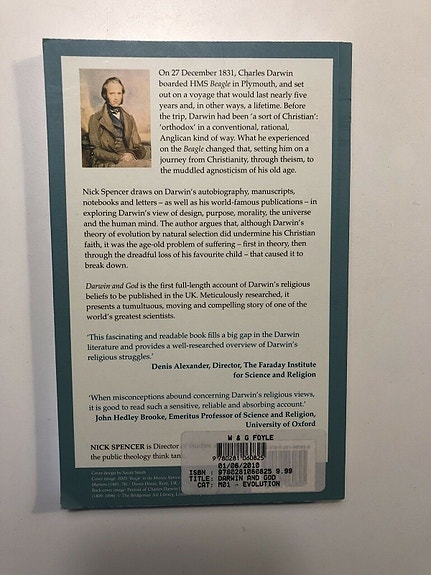 On 27 December 1831, Charles Darwin
boarded HMS Beagle in Plymouth, and set
out on a voyage that would last nearly five
years and, in other ways, a lifetime. Before
the trip, Darwin had been 'a sort of Christian':
'orthodox' in a conventional, rational,
Anglican kind of way. What he experienced
on the Beagle changed that, setting him on a
journey from Christianity, through theism, to
the muddled agnosticism of his old age.
Nick Spencer draws on Darwin's autobiography, manuscripts,
notebooks and letters – as well as his world-famous publications – in
exploring Darwin's view of design, purpose, morality, the universe
and the human mind. The author argues that, although Darwin's
theory of evolution by natural selection did undermine his Christian
faith, it was the age-old problem of suffering – first in theory, then
through the dreadful loss of his favourite child – that caused it to
break down.
Darwin and God is the first full-length account of Darwin's religious
beliefs to be published in the UK. Meticulously researched, it
presents a tumultuous, moving and compelling story of one of the
world's greatest scientists.
'This fascinating and readable book fills a big gap in the Darwin
literature and provides a well-researched overview of Darwin's
religious struggles.'
Denis Alexander, Director, The Faraday Institute
for Science and Religion
'When misconceptions abound concerning Darwin's religious views,
it is good to read such a sensitive, reliable and absorbing account.'
John Hedley Brooke, Emeritus Professor of Science and Religion,
University of Oxford
NICK SPENCER is Director of
the public theology think tan
Cover design by
W & G FOYLE
9780281060825
01/06/2010
ISBN : 9780281060825 9.99
TITLE: DARWIN AND GOD
CAT: M01 - EVOLUTION